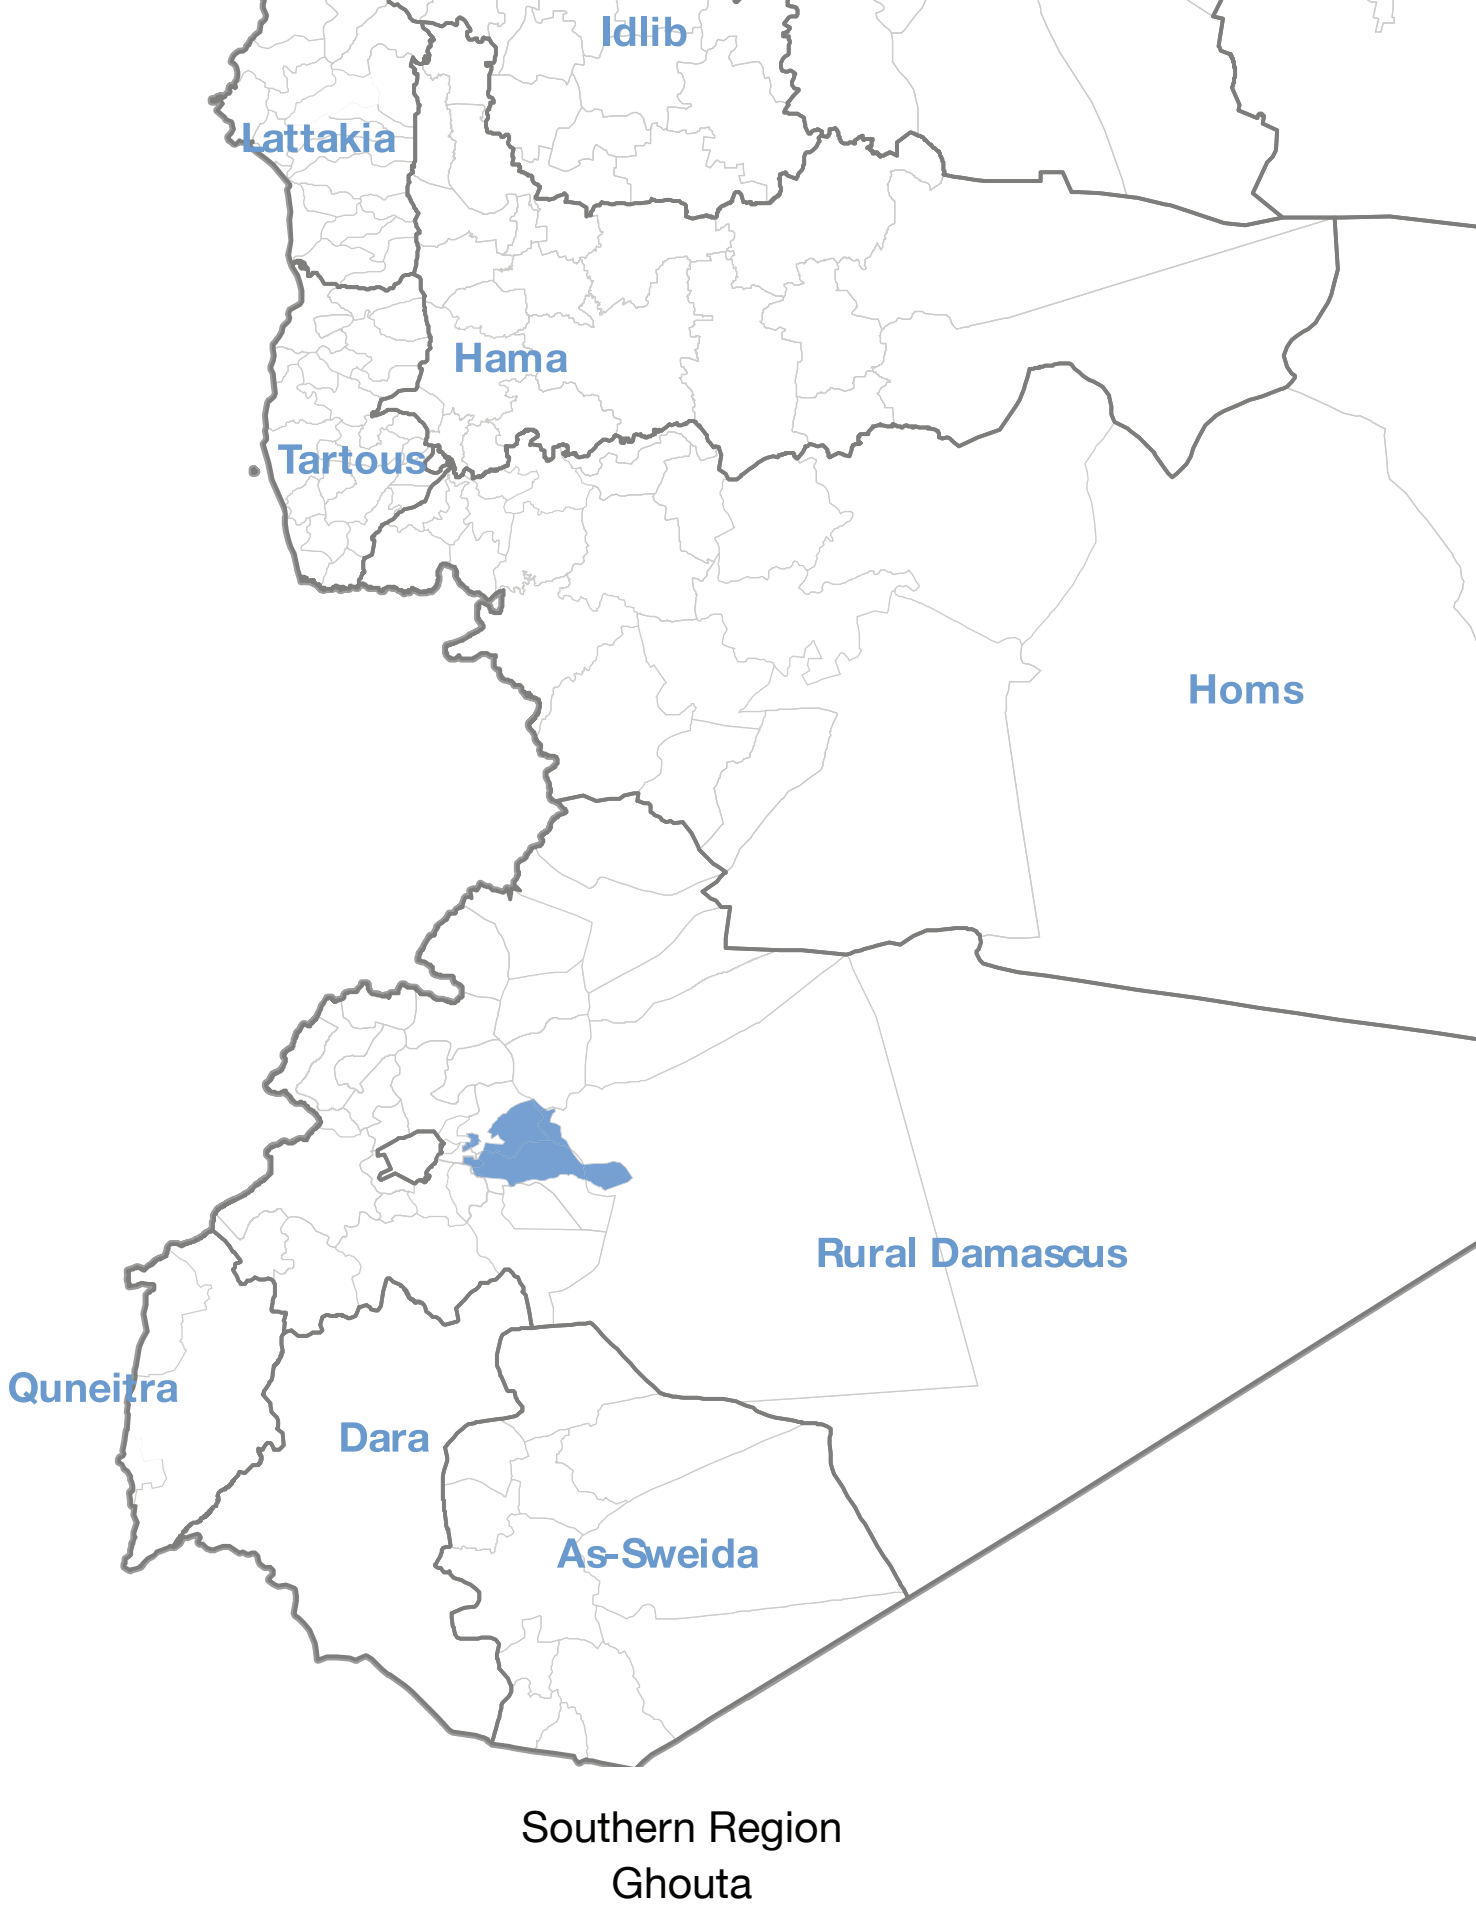 Idlib
Lattakia
Hama
Tartous
Homs
Rural Damascus
Quneitra
Dara
As-Sweida
Southern Region
Ghouta